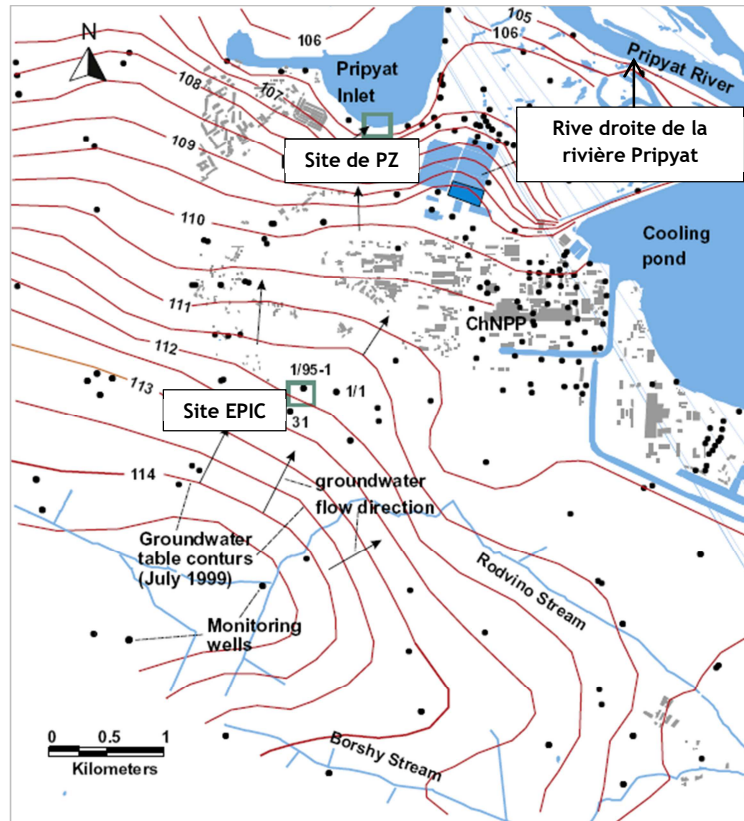 N
106
105
106
Pripyat River
108
107
Pripyat
Inlet
Rive droite de la
rivière Pripyat
109
Site de PZ
110
Cooling
pond
111
ChNPP
112
1/95-1
113
1/1
Site EPIC
31
114
groundwater
flow direction
Groundwater
table conturs
(July 1999)
Rodvino Stream
Monitoring
wells
0 0.5 1
Kilometers
Borshy Stream